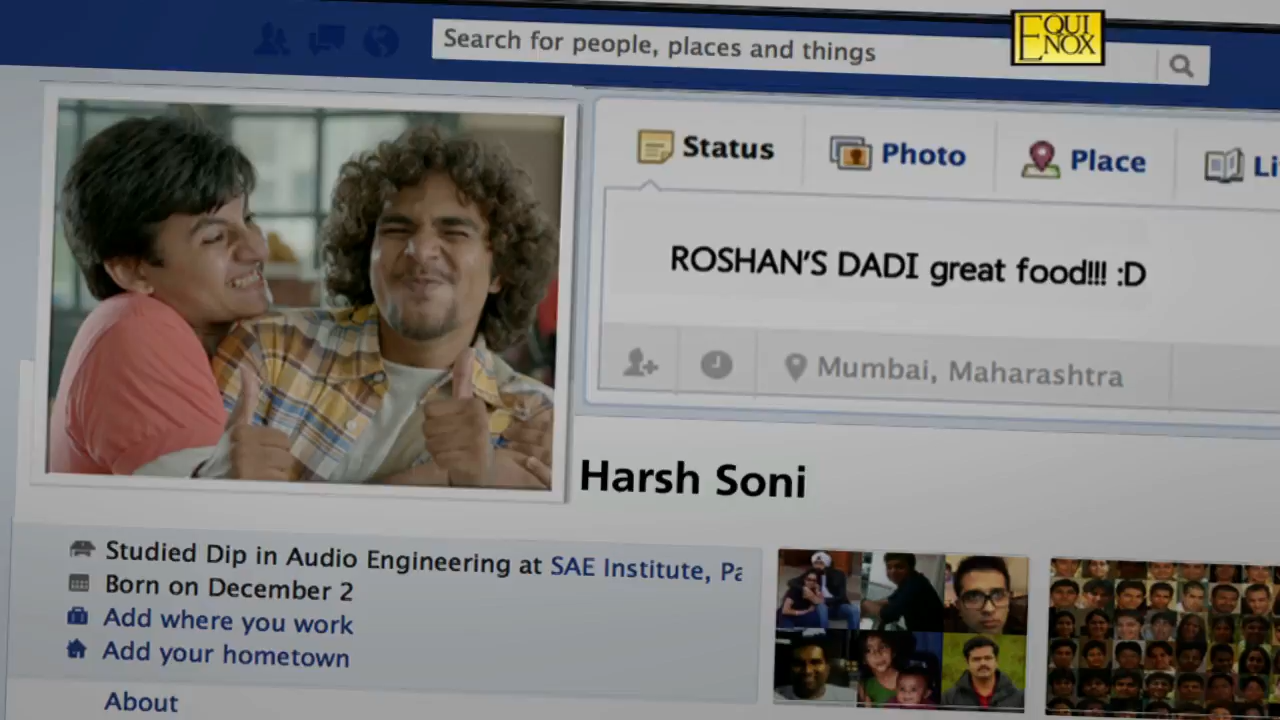 Search for people, places and things
EQUI
NOX
Status
Photo
Place
Li
ROSHAN'S DADI great food!!! :D
Mumbai, Maharashtra
Harsh Soni
Studied Dip in Audio Engineering at SAE Institute, Pa
Born on December 2
Add where you work
Add your hometown
About